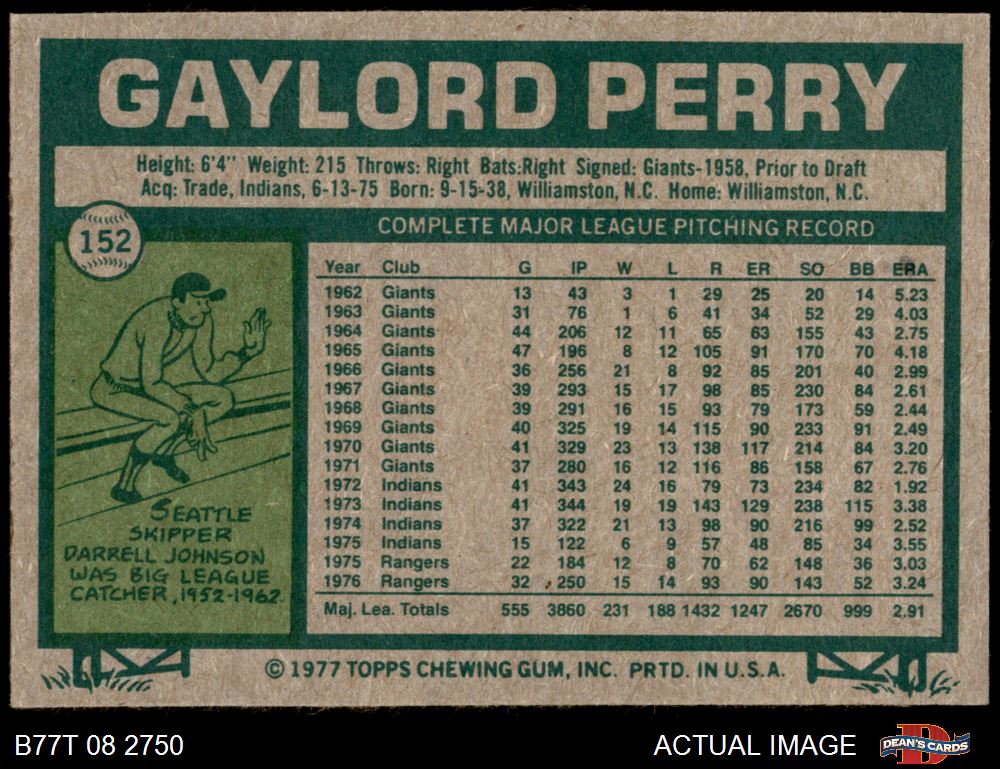 GAYLORD PERRY
Height: 6'4" Weight: 215 Throws: Right Bats:Right Signed: Giants-1958, Prior to Draft
Acq: Trade, Indians, 6-13-75 Born: 9-15-38, Williamston, N.C. Home: Williamston, N.C.
152
COMPLETE MAJOR LEAGUE PITCHING RECORD
Year Club G IP W L R ER SO BB ERA
1962 Giants 13 43 3 1 29 25 20 14 5.23
1963 Giants 31 76 1 6 41 34 52 29 4.03
1964 Giants 44 206 12 11 65 63 155 43 2.75
1965 Giants 47 196 8 12 105 91 170 70 4.18
1966 Giants 36 256 21 8 92 85 201 40 2.99
1967 Giants 39 293 15 17 98 85 230 84 2.61
1968 Giants 39 291 16 15 93 79 173 59 2.44
1969 Giants 40 325 19 14 115 90 233 91 2.49
1970 Giants 41 329 23 13 138 117 214 84 3.20
1971 Giants 37 280 16 12 116 86 158 67 2.76
1972 Indians 41 343 24 16 79 73 234 82 1.92
1973 Indians 41 344 19 19 143 129 238 115 3.38
1974 Indians 37 322 21 13 98 90 216 99 2.52
1975 Indians 15 122 6 9 57 48 85 34 3.55
1975 Rangers 22 184 12 8 70 62 148 36 3.03
1976 Rangers 32 250 15 14 93 90 143 52 3.24
Maj. Lea. Totals 555 3860 231 188 1432 1247 2670 999 2.91
SEATTLE
SKIPPER
DARRELL JOHNSON
WAS BIG LEAGUE
CATCHER, 1952-1962.
© 1977 TOPPS CHEWING GUM, INC. PRTD. IN U.S.A.
B77T 08 2750
ACTUAL IMAGE
DEAN'S CARDS